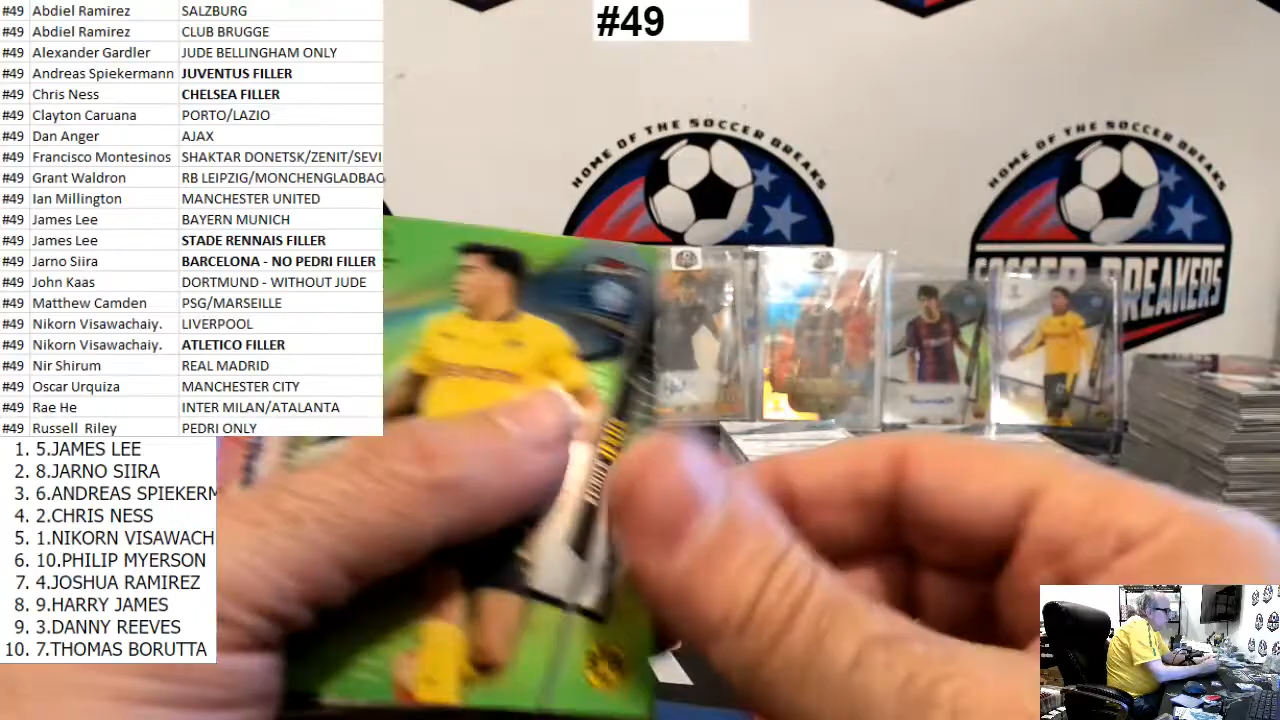 #49 Abdiel Ramirez SALZBURG
#49 Abdiel Ramirez CLUB BRUGGE
#49 Alexander Gardler JUDE BELLINGHAM ONLY
#49 Andreas Spiekermann JUVENTUS FILLER
#49 Chris Ness CHELSEA FILLER
#49 Clayton Caruana PORTO/LAZIO
#49 Dan Anger AJAX
#49 Francisco Montesinos SHAKTAR DONETSK/ZENIT/SEVI
#49 Grant Waldron RB LEIPZIG/MONCHENGLADBAG
#49 Ian Millington MANCHESTER UNITED
#49 James Lee BAYERN MUNICH
#49 James Lee STADE RENNAIS FILLER
#49 Jarno Siira BARCELONA - NO PEDRI FILLER
#49 John Kaas DORTMUND - WITHOUT JUDE
#49 Matthew Camden PSG/MARSEILLE
#49 Nikorn Visawachaiy. LIVERPOOL
#49 Nikorn Visawachaiy. ATLETICO FILLER
#49 Nir Shirum REAL MADRID
#49 Oscar Urquiza MANCHESTER CITY
#49 Rae He INTER MILAN/ATALANTA
#49 Russell Riley PEDRI ONLY
1. 5.JAMES LEE
2. 8.JARNO SIIRA
3. 6.ANDREAS SPIEKERM
4. 2.CHRIS NESS
5. 1.NIKORN VISAWACH
6. 10.PHILIP MYERSON
7. 4.JOSHUA RAMIREZ
8. 9.HARRY JAMES
9. 3.DANNY REEVES
10. 7.THOMAS BORUTTA
#49
HOME OF THE SOCCER BREAKS
HOME OF THE SOCCER BREAKS
SOCCER BREAKERS